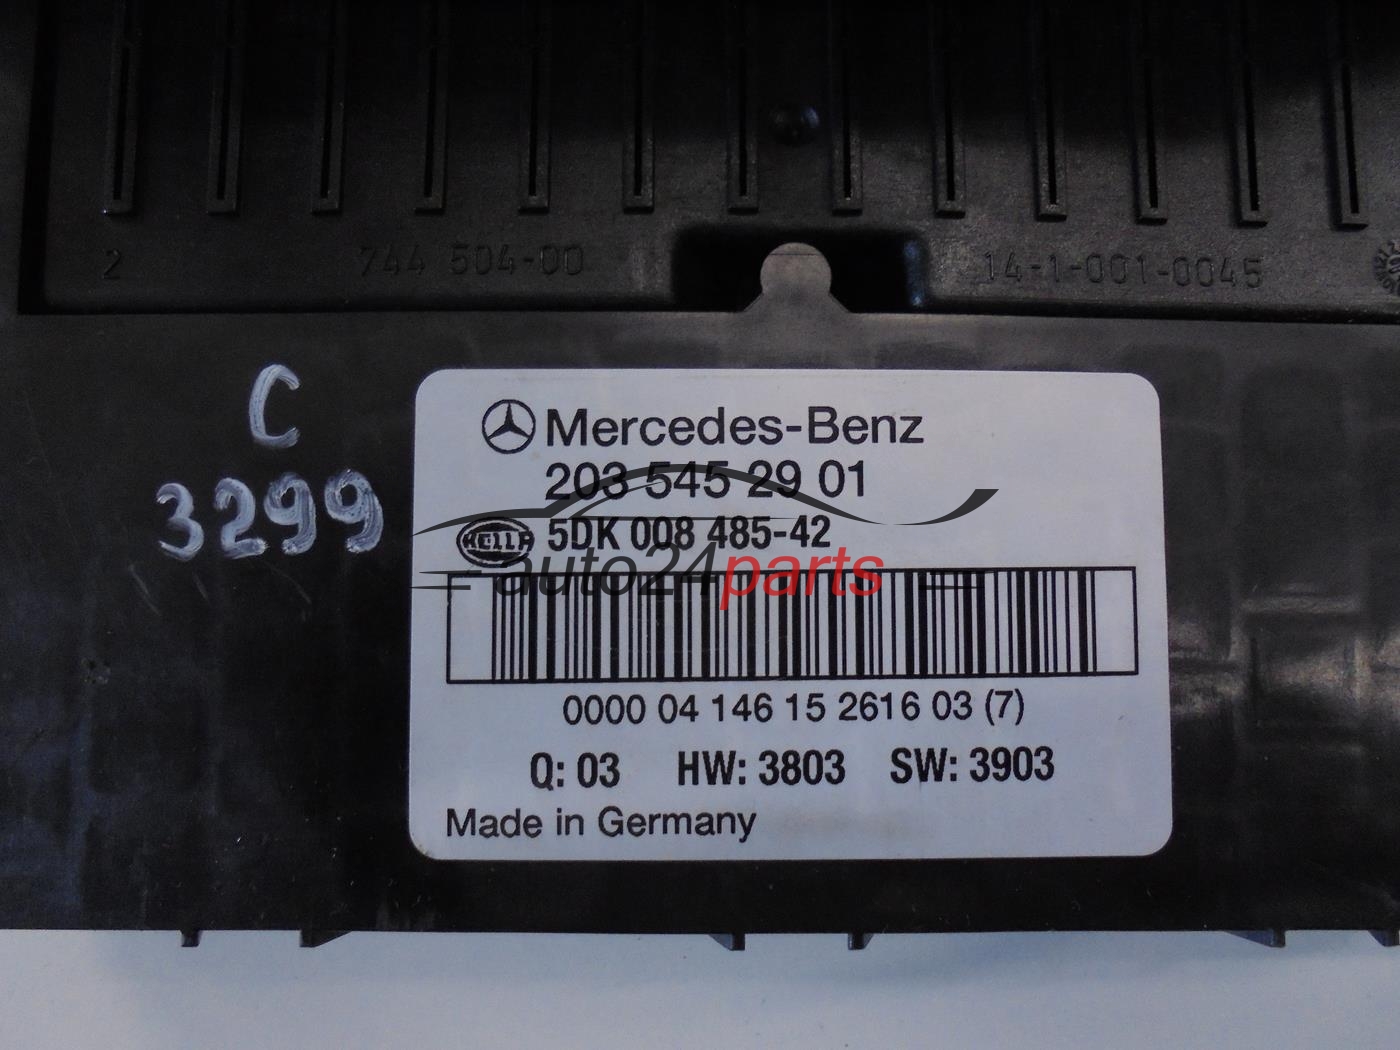 2 744 504-00 14-1-001-0045
C
3299
Mercedes-Benz
203 545 29 01
HELLA 5DK 008 485-42
auto24parts
0000 04 146 15 2616 03 (7)
Q: 03 HW: 3803 SW: 3903
Made in Germany